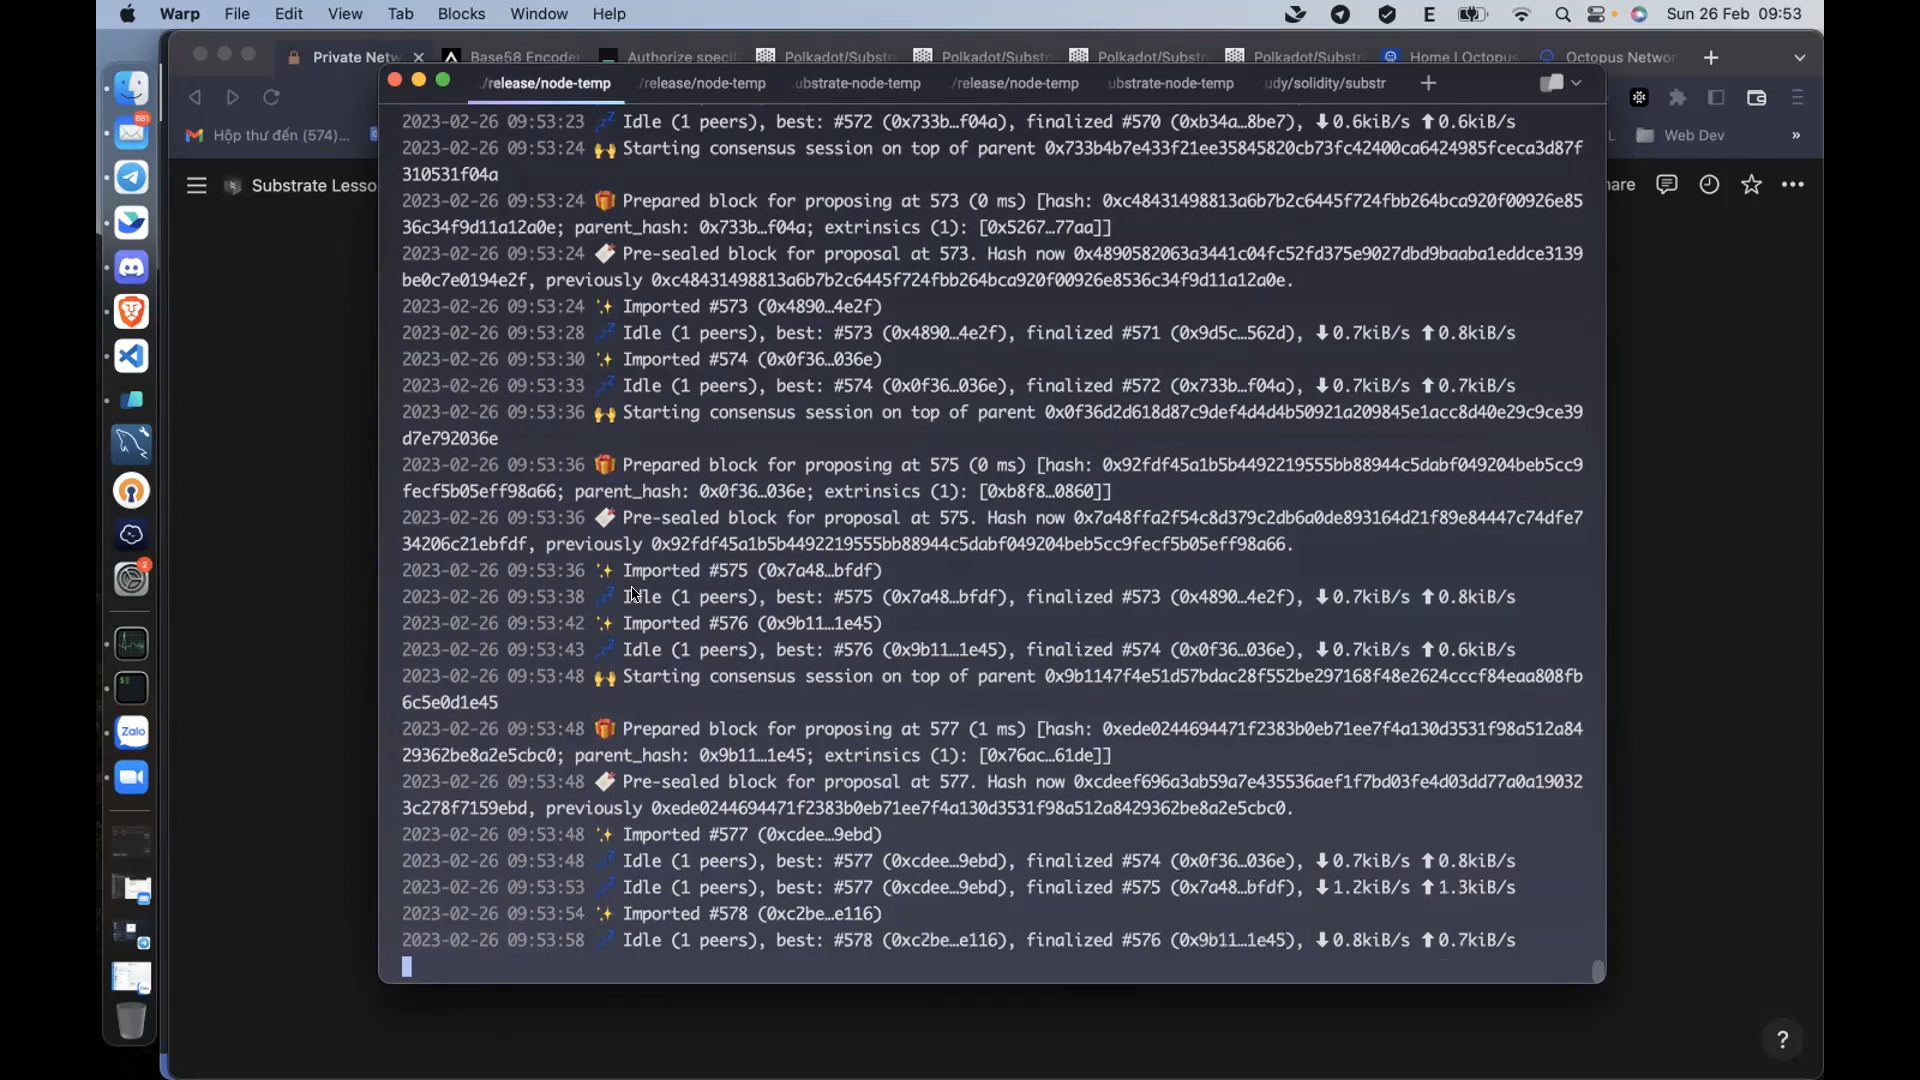 Warp File Edit View Tab Blocks Window Help E Sun 26 Feb 09:53
Private Netw Base58 Encode Authorize specif Polkadot/Substr Polkadot/Substr Polkadot/Substr Polkadot/Substr Home | Octopus Octopus Networ
./release/node-temp /release/node-temp ubstrate-node-temp ./release/node-temp ubstrate-node-temp udy/solidity/substr
Hộp thư đến (574)... Web Dev »
Substrate Lesso hare
881
2
Zalo
2023-02-26 09:53:23 💤 Idle (1 peers), best: #572 (0x733b…f04a), finalized #570 (0xb34a…8be7), ⬇ 0.6kiB/s ⬆ 0.6kiB/s
2023-02-26 09:53:24 🙌 Starting consensus session on top of parent 0x733b4b7e433f21ee35845820cb73fc42400ca6424985fceca3d87f
310531f04a
2023-02-26 09:53:24 🎁 Prepared block for proposing at 573 (0 ms) [hash: 0xc48431498813a6b7b2c6445f724fbb264bca920f00926e85
36c34f9d11a12a0e; parent_hash: 0x733b…f04a; extrinsics (1): [0x5267…77aa]]
2023-02-26 09:53:24 🔖 Pre-sealed block for proposal at 573. Hash now 0x4890582063a3441c04fc52fd375e9027dbd9baaba1eddce3139
be0c7e0194e2f, previously 0xc48431498813a6b7b2c6445f724fbb264bca920f00926e8536c34f9d11a12a0e.
2023-02-26 09:53:24 ✨ Imported #573 (0x4890…4e2f)
2023-02-26 09:53:28 💤 Idle (1 peers), best: #573 (0x4890…4e2f), finalized #571 (0x9d5c…562d), ⬇ 0.7kiB/s ⬆ 0.8kiB/s
2023-02-26 09:53:30 ✨ Imported #574 (0x0f36…036e)
2023-02-26 09:53:33 💤 Idle (1 peers), best: #574 (0x0f36…036e), finalized #572 (0x733b…f04a), ⬇ 0.7kiB/s ⬆ 0.7kiB/s
2023-02-26 09:53:36 🙌 Starting consensus session on top of parent 0x0f36d2d618d87c9def4d4d4b50921a209845e1acc8d40e29c9ce39
d7e792036e
2023-02-26 09:53:36 🎁 Prepared block for proposing at 575 (0 ms) [hash: 0x92fdf45a1b5b4492219555bb88944c5dabf049204beb5cc9
fecf5b05eff98a66; parent_hash: 0x0f36…036e; extrinsics (1): [0xb8f8…0860]]
2023-02-26 09:53:36 🔖 Pre-sealed block for proposal at 575. Hash now 0x7a48ffa2f54c8d379c2db6a0de893164d21f89e84447c74dfe7
34206c21ebfdf, previously 0x92fdf45a1b5b4492219555bb88944c5dabf049204beb5cc9fecf5b05eff98a66.
2023-02-26 09:53:36 ✨ Imported #575 (0x7a48…bfdf)
2023-02-26 09:53:38 💤 Idle (1 peers), best: #575 (0x7a48…bfdf), finalized #573 (0x4890…4e2f), ⬇ 0.7kiB/s ⬆ 0.8kiB/s
2023-02-26 09:53:42 ✨ Imported #576 (0x9b11…1e45)
2023-02-26 09:53:43 💤 Idle (1 peers), best: #576 (0x9b11…1e45), finalized #574 (0x0f36…036e), ⬇ 0.7kiB/s ⬆ 0.6kiB/s
2023-02-26 09:53:48 🙌 Starting consensus session on top of parent 0x9b1147f4e51d57bdac28f552be297168f48e2624cccf84eaa808fb
6c5e0d1e45
2023-02-26 09:53:48 🎁 Prepared block for proposing at 577 (1 ms) [hash: 0xede0244694471f2383b0eb71ee7f4a130d3531f98a512a84
29362be8a2e5cbc0; parent_hash: 0x9b11…1e45; extrinsics (1): [0x76ac…61de]]
2023-02-26 09:53:48 🔖 Pre-sealed block for proposal at 577. Hash now 0xcdeef696a3ab59a7e435536aef1f7bd03fe4d03dd77a0a19032
3c278f7159ebd, previously 0xede0244694471f2383b0eb71ee7f4a130d3531f98a512a8429362be8a2e5cbc0.
2023-02-26 09:53:48 ✨ Imported #577 (0xcdee…9ebd)
2023-02-26 09:53:48 💤 Idle (1 peers), best: #577 (0xcdee…9ebd), finalized #574 (0x0f36…036e), ⬇ 0.7kiB/s ⬆ 0.8kiB/s
2023-02-26 09:53:53 💤 Idle (1 peers), best: #577 (0xcdee…9ebd), finalized #575 (0x7a48…bfdf), ⬇ 1.2kiB/s ⬆ 1.3kiB/s
2023-02-26 09:53:54 ✨ Imported #578 (0xc2be…e116)
2023-02-26 09:53:58 💤 Idle (1 peers), best: #578 (0xc2be…e116), finalized #576 (0x9b11…1e45), ⬇ 0.8kiB/s ⬆ 0.7kiB/s
?